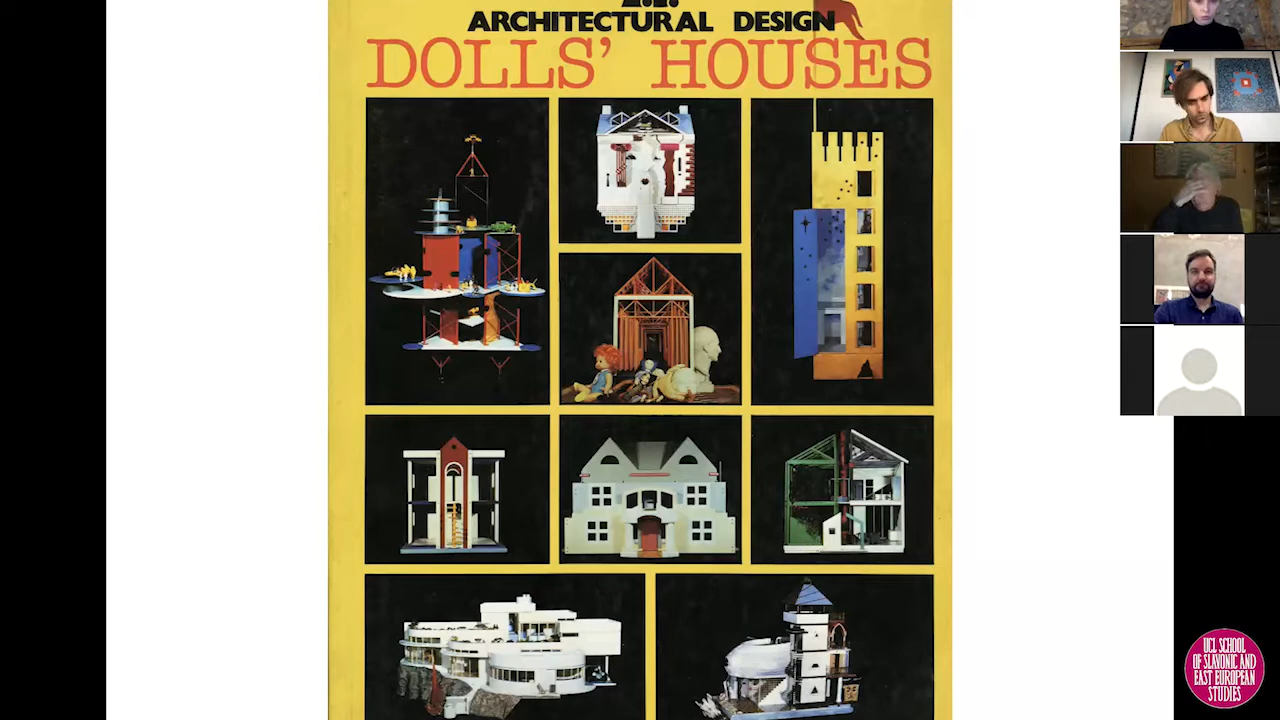 ARCHITECTURAL DESIGN
DOLLS' HOUSES
UCL SCHOOL
OF SLAVONIC AND
EAST EUROPEAN
STUDIES